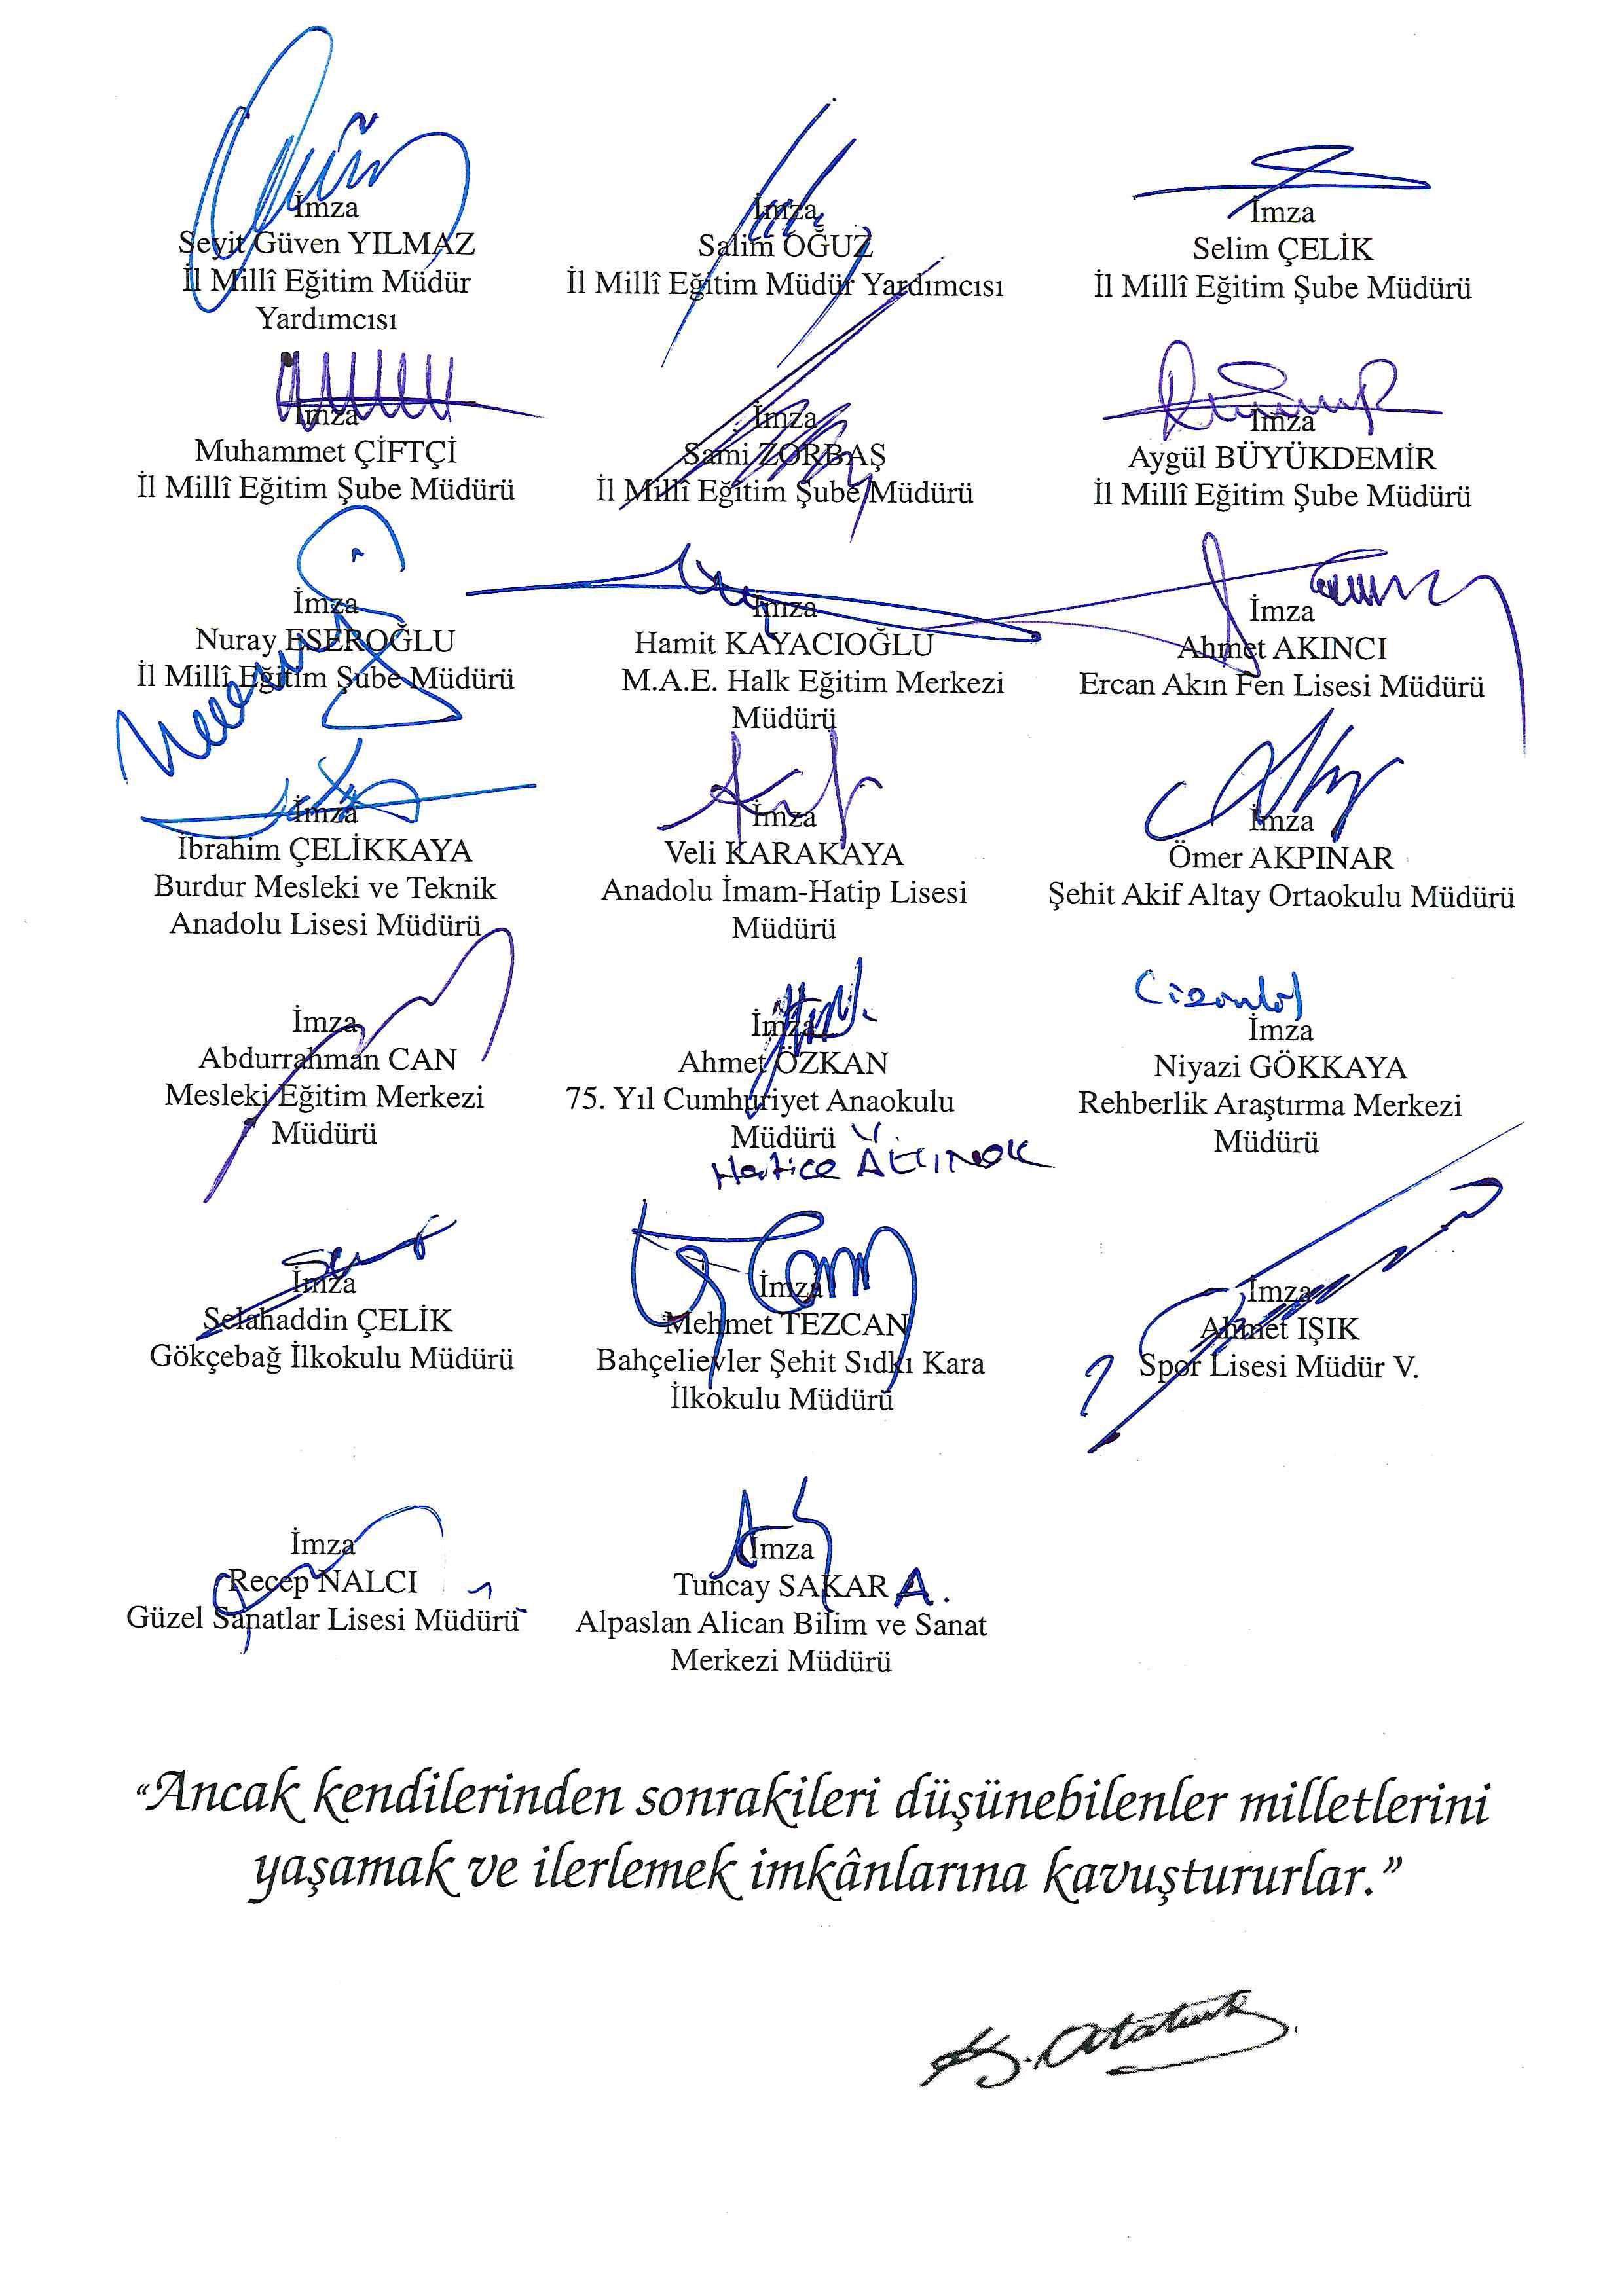 İmza
Seyit Güven YILMAZ
İl Millî Eğitim Müdür
Yardımcısı
İmza
Salim OĞUZ
İl Millî Eğitim Müdür Yardımcısı
İmza
Selim ÇELİK
İl Millî Eğitim Şube Müdürü
İmza
Muhammet ÇİFTÇİ
İl Millî Eğitim Şube Müdürü
İmza
Sami ZORBAŞ
İl Millî Eğitim Şube Müdürü
İmza
Aygül BÜYÜKDEMİR
İl Millî Eğitim Şube Müdürü
İmza
Nuray ESEROĞLU
İl Millî Eğitim Şube Müdürü
İmza
Hamit KAYACIOĞLU
M.A.E. Halk Eğitim Merkezi
Müdürü
İmza
Ahmet AKINCI
Ercan Akın Fen Lisesi Müdürü
İmza
İbrahim ÇELİKKAYA
Burdur Mesleki ve Teknik
Anadolu Lisesi Müdürü
İmza
Veli KARAKAYA
Anadolu İmam-Hatip Lisesi
Müdürü
İmza
Ömer AKPINAR
Şehit Akif Altay Ortaokulu Müdürü
İmza
Abdurrahman CAN
Mesleki Eğitim Merkezi
Müdürü
İmza
Ahmet ÖZKAN
75. Yıl Cumhuriyet Anaokulu
Müdürü V.
Hatice ALTINOK
İmza
Niyazi GÖKKAYA
Rehberlik Araştırma Merkezi
Müdürü
İmza
Selahaddin ÇELİK
Gökçebağ İlkokulu Müdürü
İmza
Mehmet TEZCAN
Bahçelievler Şehit Sıdkı Kara
İlkokulu Müdürü
İmza
Ahmet IŞIK
Spor Lisesi Müdür V.
İmza
Recep NALCI
Güzel Sanatlar Lisesi Müdürü
İmza
Tuncay SAKAR A.
Alpaslan Alican Bilim ve Sanat
Merkezi Müdürü
“Ancak kendilerinden sonrakileri düşünebilenler milletlerini
yaşamak ve ilerlemek imkânlarına kavuştururlar.”
K. Atatürk